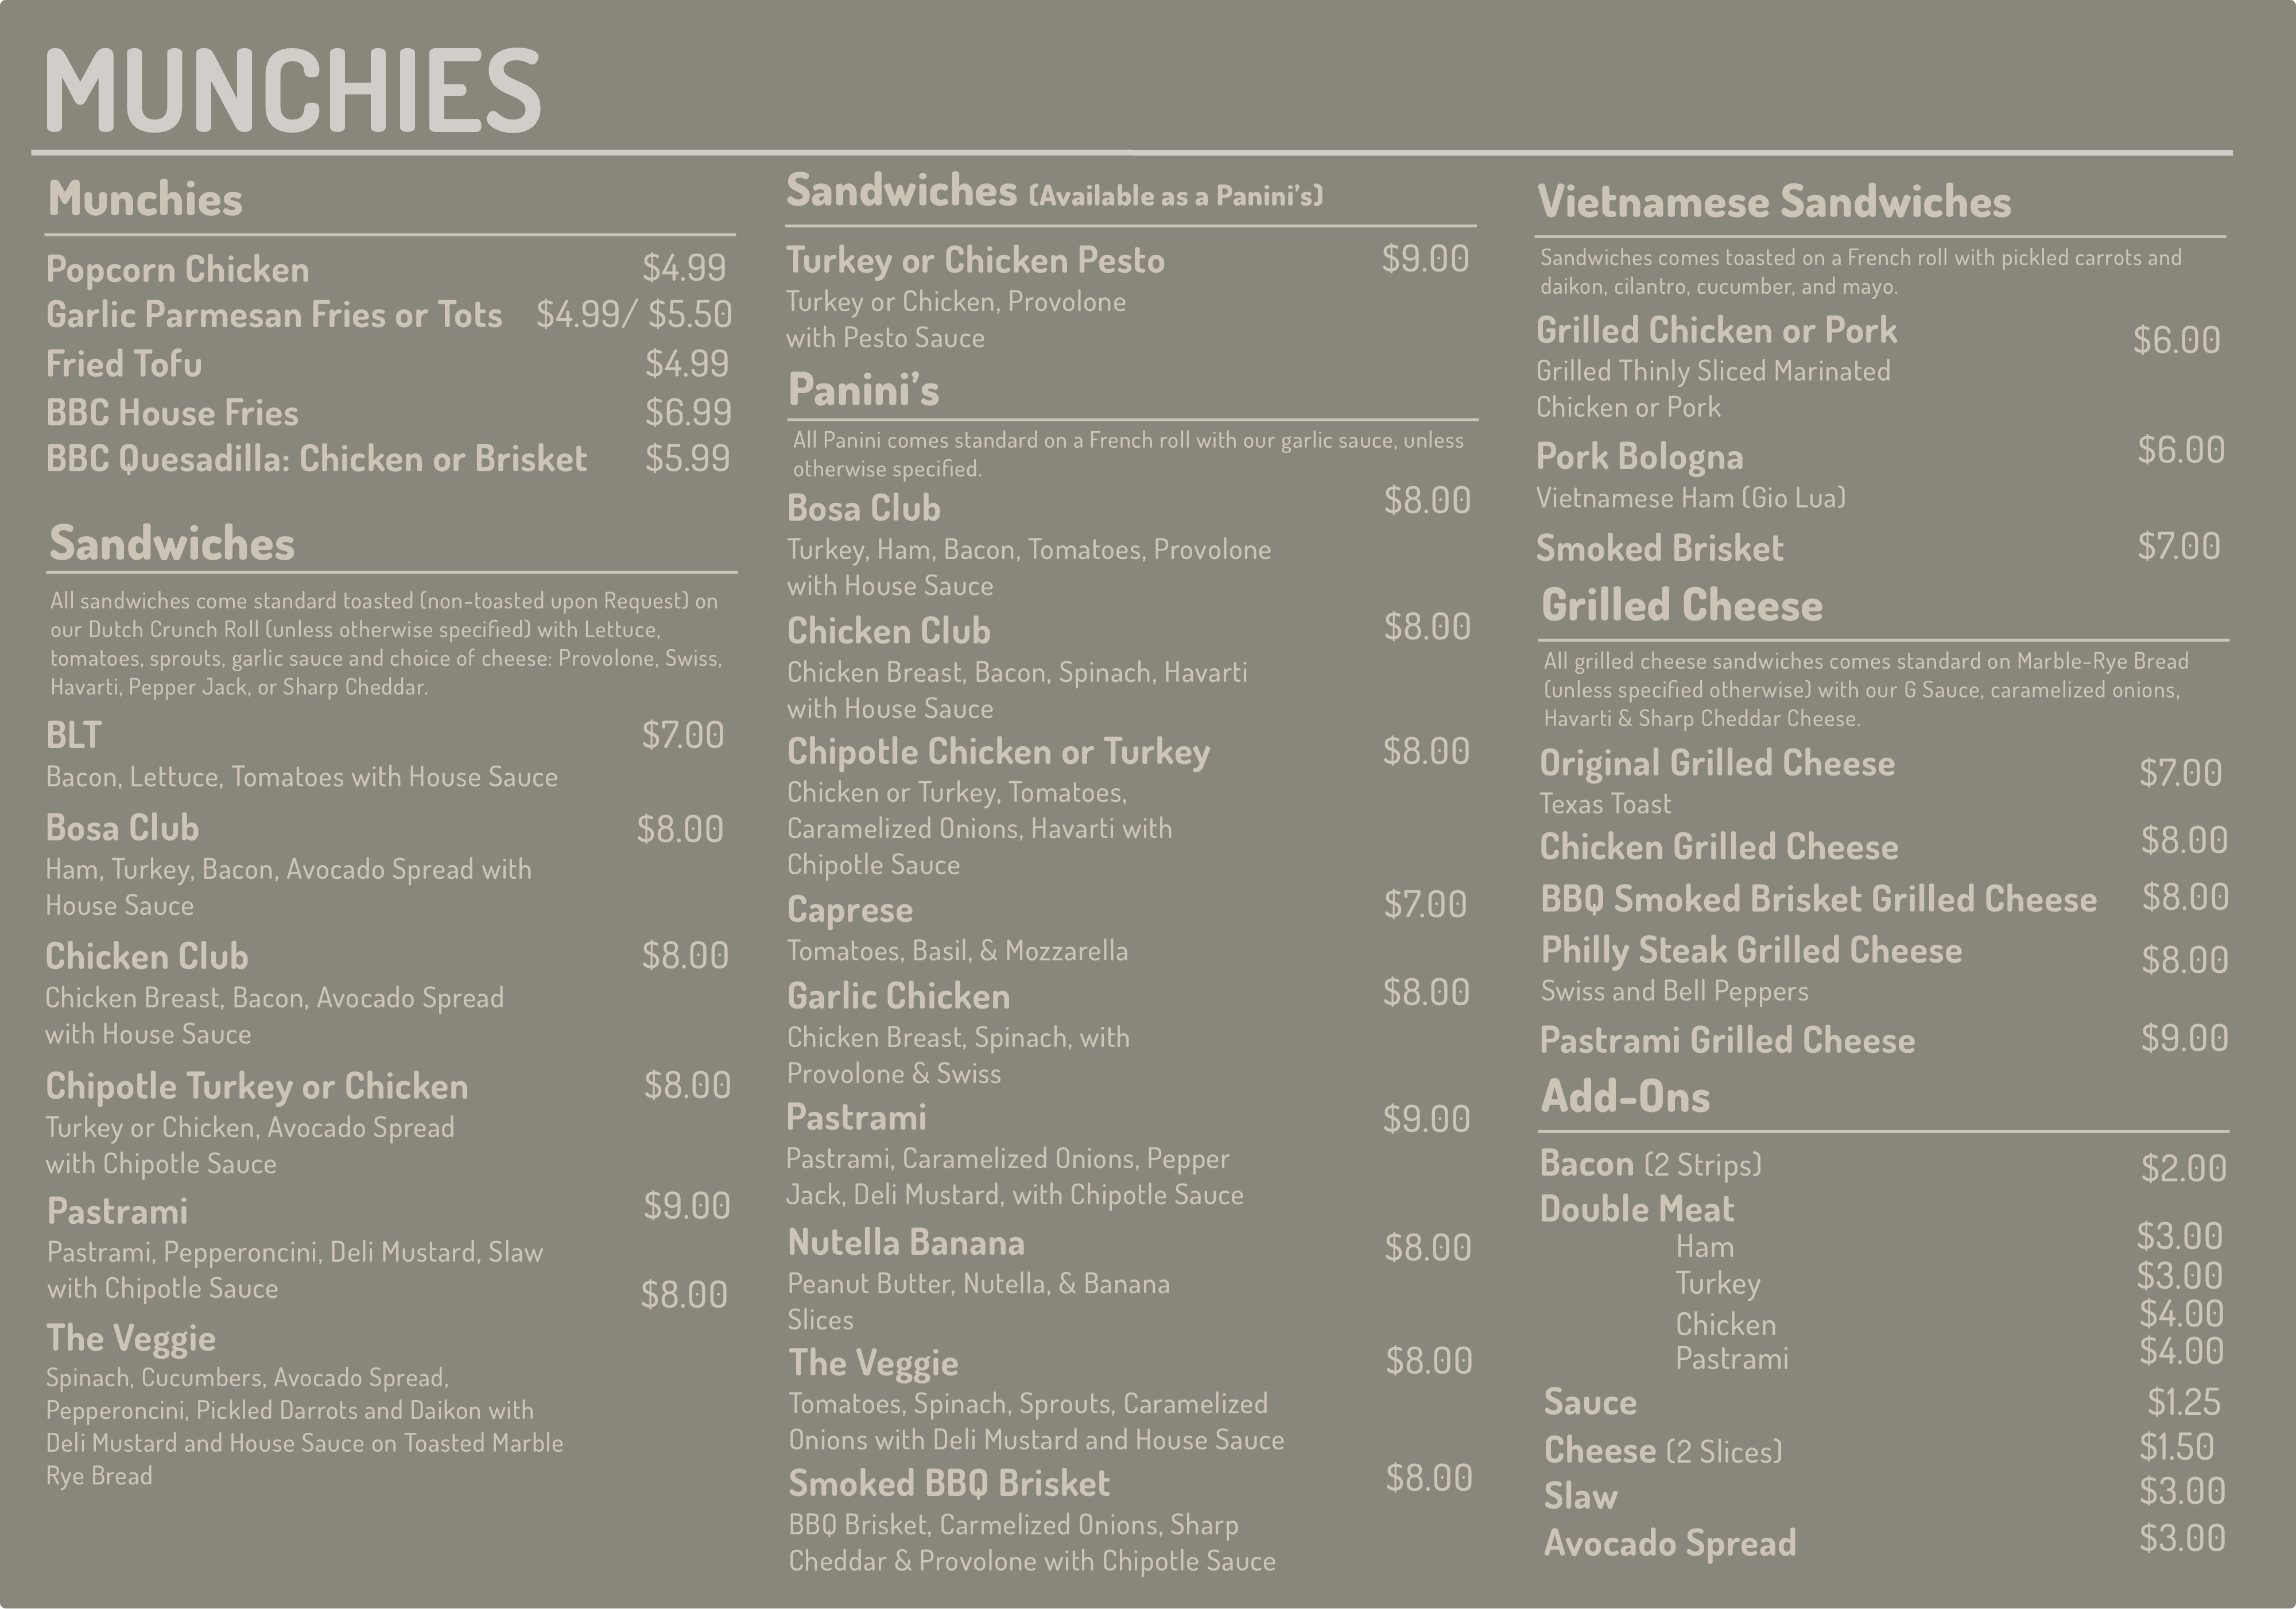 MUNCHIES
Munchies
Popcorn Chicken $4.99
Garlic Parmesan Fries or Tots $4.99/ $5.50
Fried Tofu $4.99
BBC House Fries $6.99
BBC Quesadilla: Chicken or Brisket $5.99
Sandwiches
All sandwiches come standard toasted (non-toasted upon Request) on
our Dutch Crunch Roll (unless otherwise specified) with Lettuce,
tomatoes, sprouts, garlic sauce and choice of cheese: Provolone, Swiss,
Havarti, Pepper Jack, or Sharp Cheddar.
BLT $7.00
Bacon, Lettuce, Tomatoes with House Sauce
Bosa Club $8.00
Ham, Turkey, Bacon, Avocado Spread with
House Sauce
Chicken Club $8.00
Chicken Breast, Bacon, Avocado Spread
with House Sauce
Chipotle Turkey or Chicken $8.00
Turkey or Chicken, Avocado Spread
with Chipotle Sauce
Pastrami $9.00
Pastrami, Pepperoncini, Deli Mustard, Slaw
with Chipotle Sauce $8.00
The Veggie
Spinach, Cucumbers, Avocado Spread,
Pepperoncini, Pickled Darrots and Daikon with
Deli Mustard and House Sauce on Toasted Marble
Rye Bread
Sandwiches (Available as a Panini's)
Turkey or Chicken Pesto $9.00
Turkey or Chicken, Provolone
with Pesto Sauce
Panini's
All Panini comes standard on a French roll with our garlic sauce, unless
otherwise specified.
Bosa Club $8.00
Turkey, Ham, Bacon, Tomatoes, Provolone
with House Sauce
Chicken Club $8.00
Chicken Breast, Bacon, Spinach, Havarti
with House Sauce
Chipotle Chicken or Turkey $8.00
Chicken or Turkey, Tomatoes,
Caramelized Onions, Havarti with
Chipotle Sauce
Caprese $7.00
Tomatoes, Basil, & Mozzarella
Garlic Chicken $8.00
Chicken Breast, Spinach, with
Provolone & Swiss
Pastrami $9.00
Pastrami, Caramelized Onions, Pepper
Jack, Deli Mustard, with Chipotle Sauce
Nutella Banana $8.00
Peanut Butter, Nutella, & Banana
Slices
The Veggie $8.00
Tomatoes, Spinach, Sprouts, Caramelized
Onions with Deli Mustard and House Sauce
Smoked BBQ Brisket $8.00
BBQ Brisket, Carmelized Onions, Sharp
Cheddar & Provolone with Chipotle Sauce
Vietnamese Sandwiches
Sandwiches comes toasted on a French roll with pickled carrots and
daikon, cilantro, cucumber, and mayo.
Grilled Chicken or Pork $6.00
Grilled Thinly Sliced Marinated
Chicken or Pork
Pork Bologna $6.00
Vietnamese Ham (Gio Lua)
Smoked Brisket $7.00
Grilled Cheese
All grilled cheese sandwiches comes standard on Marble-Rye Bread
(unless specified otherwise) with our G Sauce, caramelized onions,
Havarti & Sharp Cheddar Cheese.
Original Grilled Cheese $7.00
Texas Toast
Chicken Grilled Cheese $8.00
BBQ Smoked Brisket Grilled Cheese $8.00
Philly Steak Grilled Cheese $8.00
Swiss and Bell Peppers
Pastrami Grilled Cheese $9.00
Add-Ons
Bacon (2 Strips) $2.00
Double Meat
Ham $3.00
Turkey $3.00
Chicken $4.00
Pastrami $4.00
Sauce $1.25
Cheese (2 Slices) $1.50
Slaw $3.00
Avocado Spread $3.00